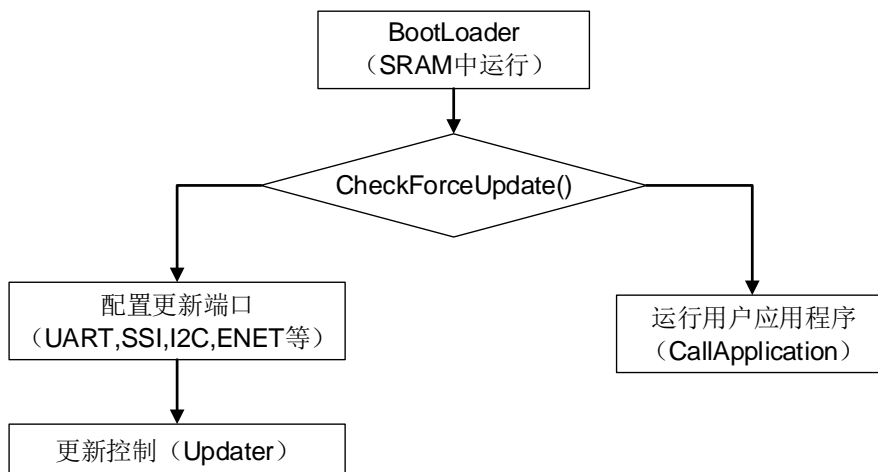 BootLoader
（SRAM中运行）
CheckForceUpdate()
配置更新端口
（UART,SSI,I2C,ENET等）
运行用户应用程序
（CallApplication）
更新控制（Updater）